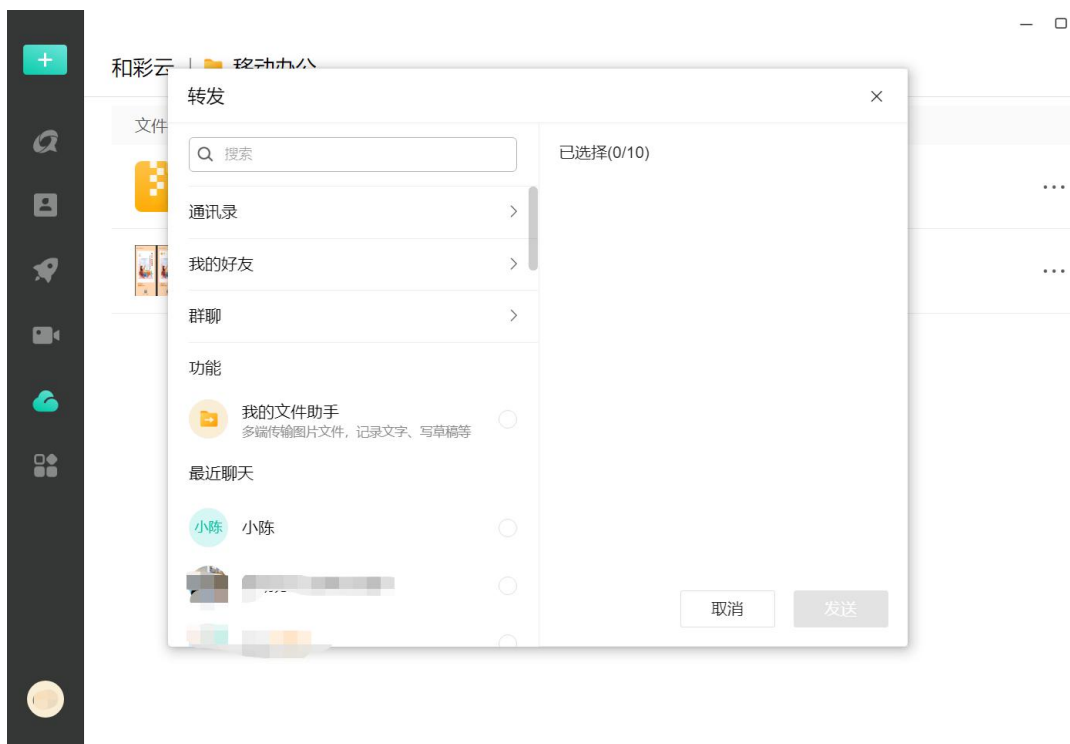 和彩云 | 移动办公
文件
转发
搜索
已选择(0/10)
通讯录
我的好友
群聊
功能
我的文件助手
多端传输图片文件，记录文字、写草稿等
最近聊天
小陈 小陈
取消 发送